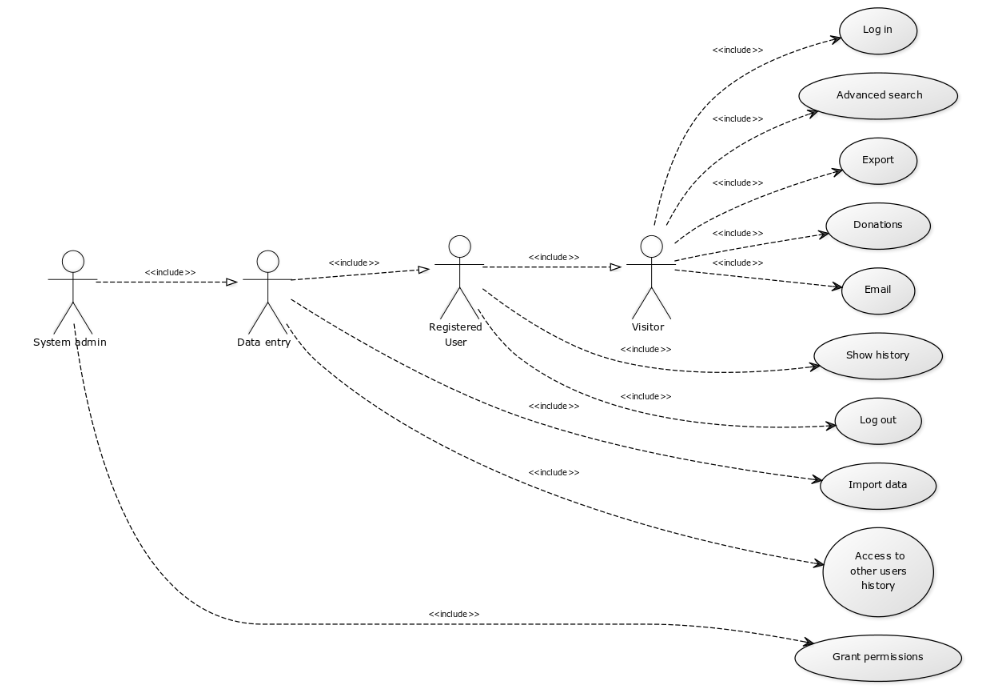 Log in
<<include>>
Advanced search
<<include>>
Export
<<include>>
Donations
<<include>>
<<include>>
<<include>>
<<include>>
<<include>>
Email
System admin
Data entry
Registered
User
Visitor
<<include>>
Show history
<<include>>
<<include>>
Log out
<<include>>
Import data
Access to
other users
history
<<include>>
Grant permissions